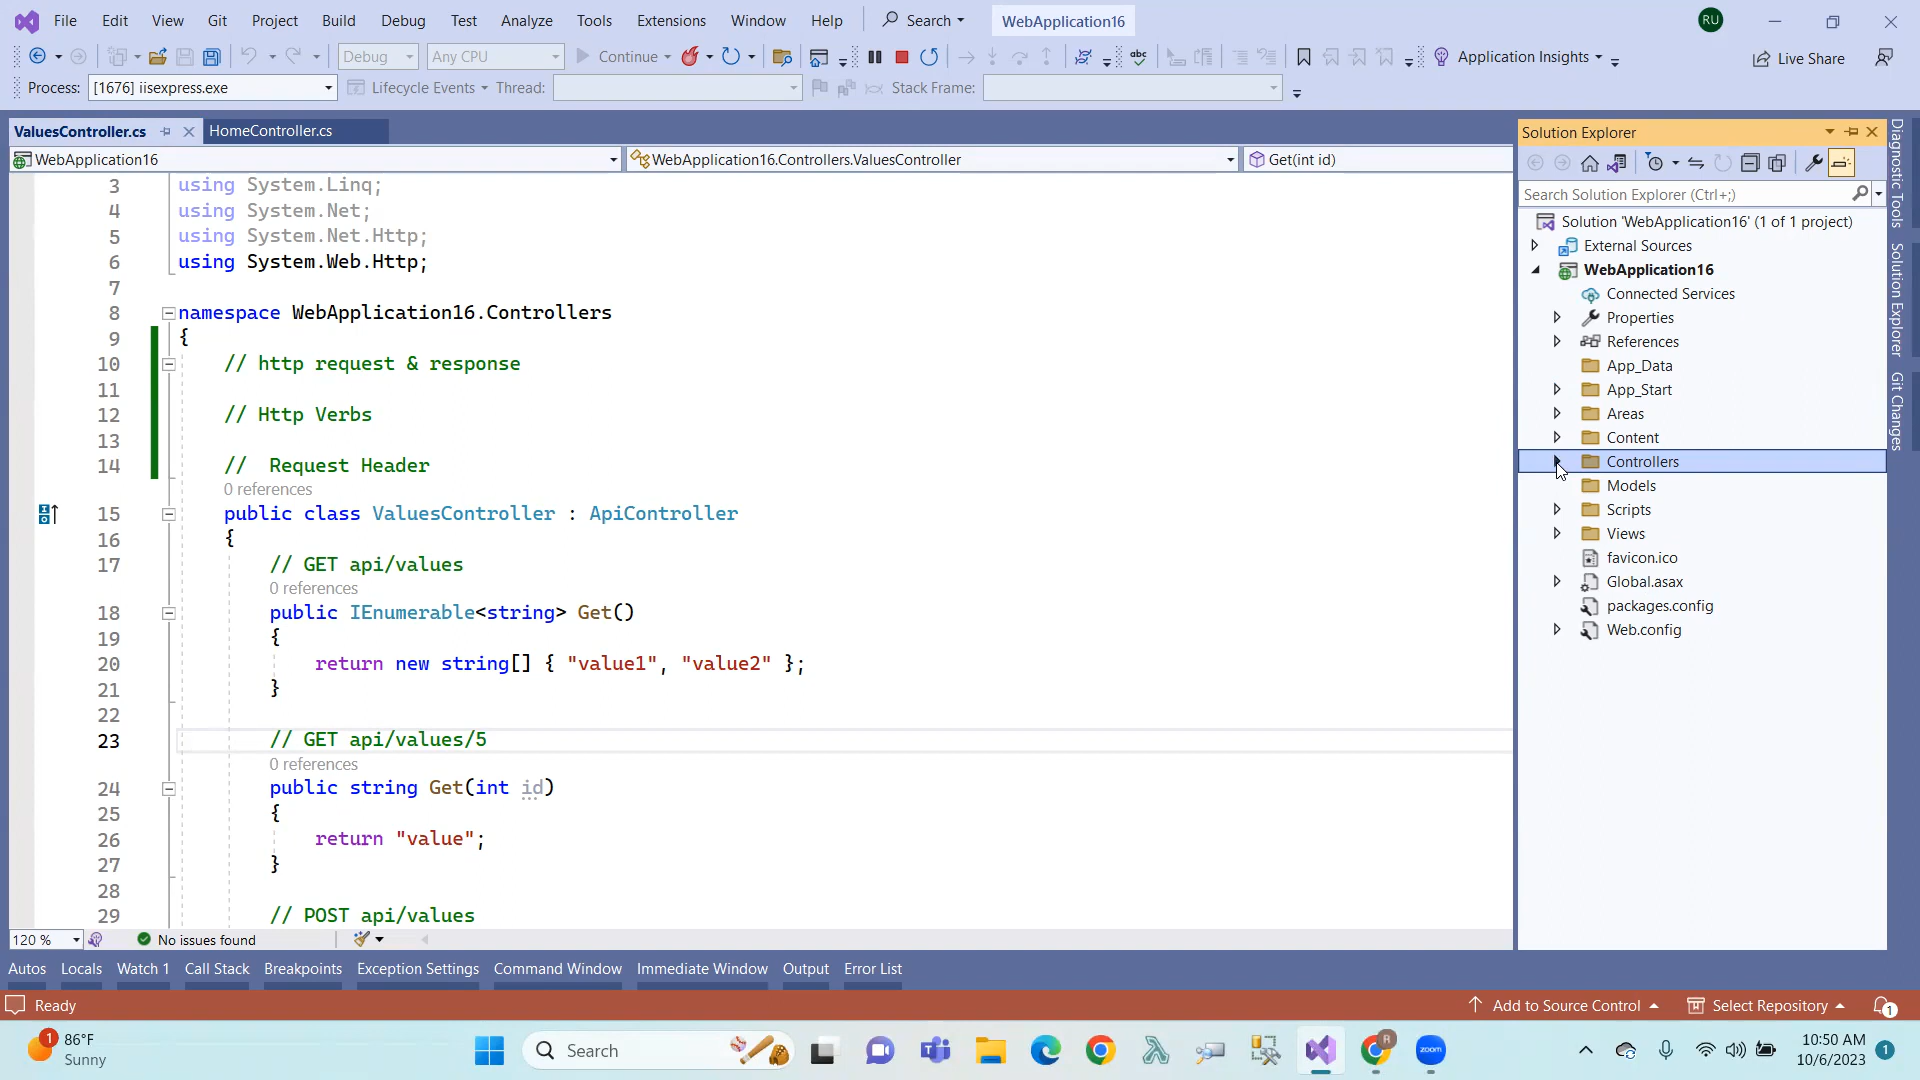 File Edit View Git Project Build Debug Test Analyze Tools Extensions Window Help Search WebApplication16 RU
Debug Any CPU Continue abc Application Insights Live Share
Process: [1676] iisexpress.exe Lifecycle Events Thread: Stack Frame:
ValuesController.cs HomeController.cs
WebApplication16 WebApplication16.Controllers.ValuesController Get(int id)
3 using System.Linq;
4 using System.Net;
5 using System.Net.Http;
6 using System.Web.Http;
7
8 namespace WebApplication16.Controllers
9 {
10 // http request & response
11
12 // Http Verbs
13
14 //  Request Header
0 references
15 public class ValuesController : ApiController
16 {
17 // GET api/values
0 references
18 public IEnumerable<string> Get()
19 {
20 return new string[] { "value1", "value2" };
21 }
22
23 // GET api/values/5
0 references
24 public string Get(int id)
25 {
26 return "value";
27 }
28
29 // POST api/values
120 % No issues found
Solution Explorer
Search Solution Explorer (Ctrl+;)
Solution 'WebApplication16' (1 of 1 project)
External Sources
WebApplication16
Connected Services
Properties
References
App_Data
App_Start
Areas
Content
Controllers
Models
Scripts
Views
favicon.ico
Global.asax
packages.config
Web.config
Diagnostic Tools
Solution Explorer
Git Changes
Autos Locals Watch 1 Call Stack Breakpoints Exception Settings Command Window Immediate Window Output Error List
Ready Add to Source Control Select Repository 1
1 86°F
Sunny
Search
R
zoom
10:50 AM
10/6/2023
1